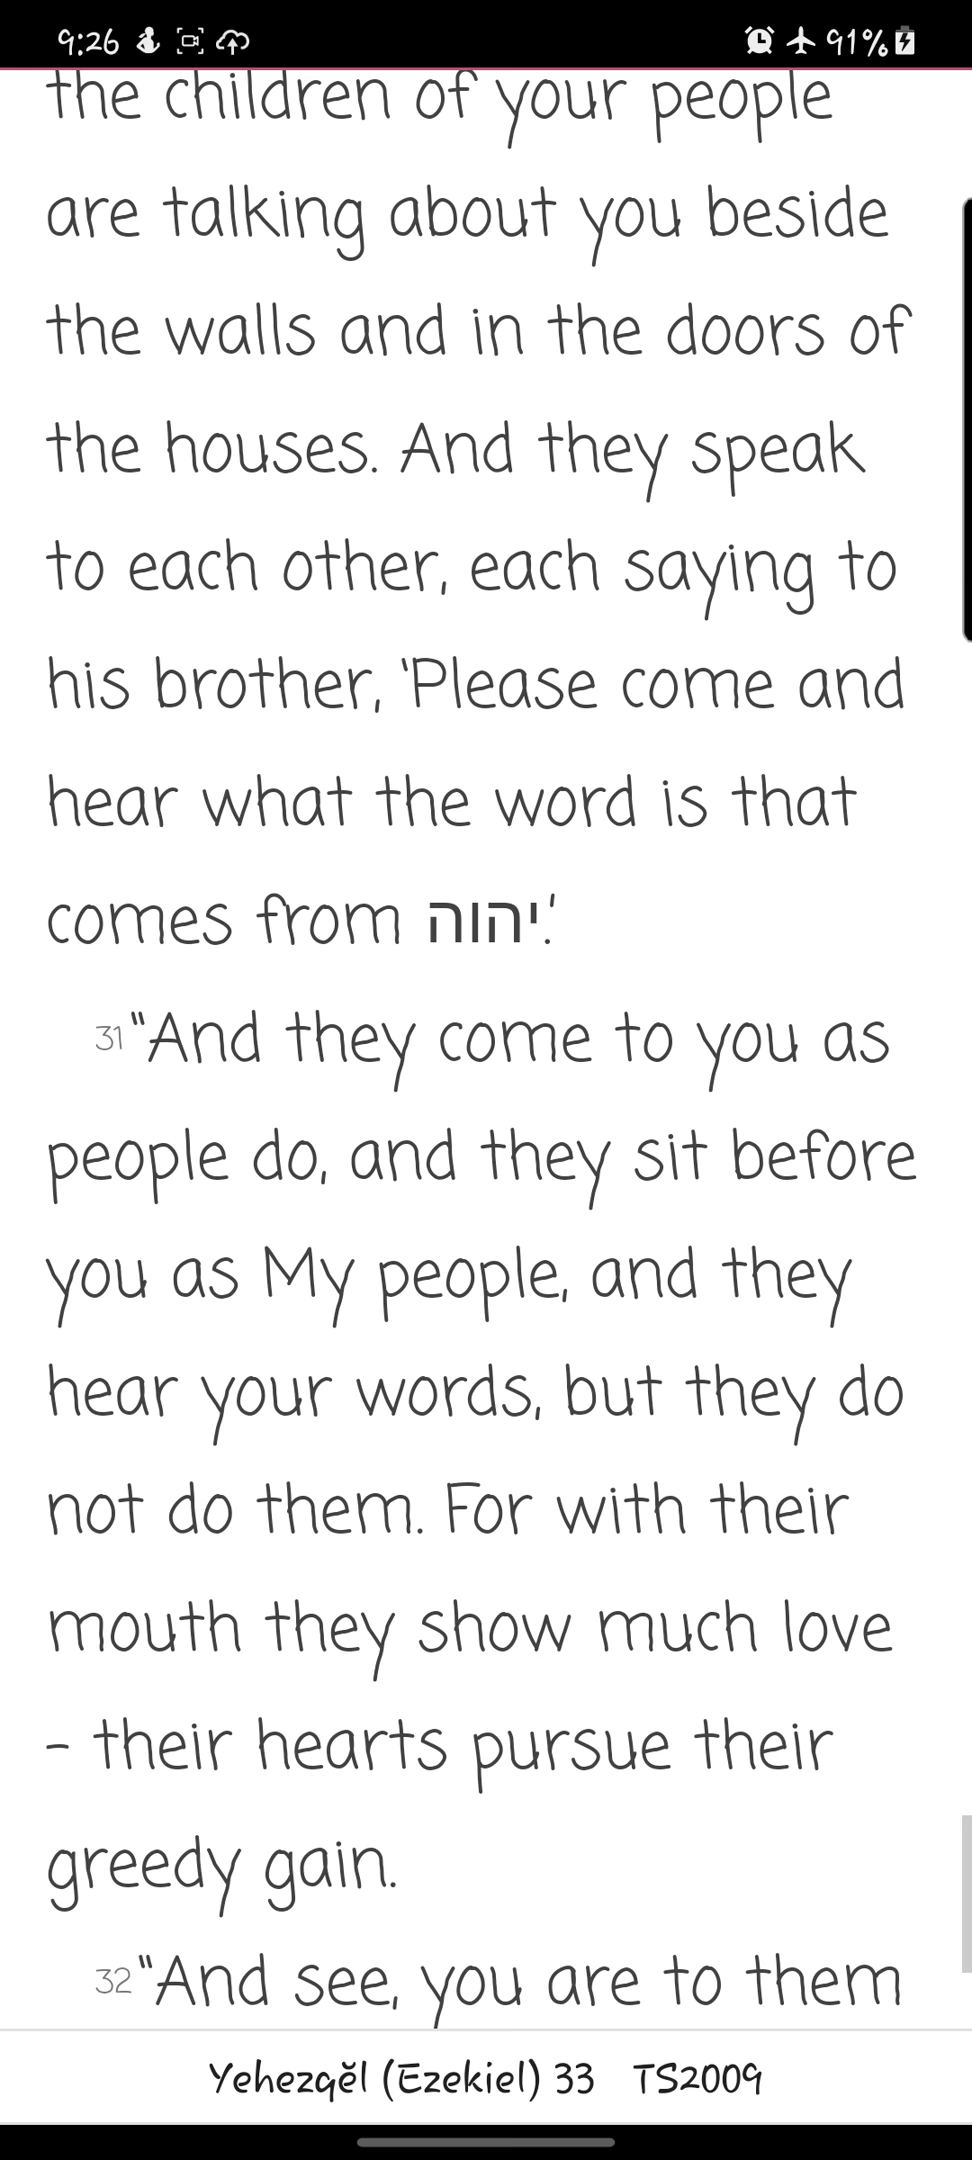 9:26 91%
the children of your people
are talking about you beside
the walls and in the doors of
the houses. And they speak
to each other, each saying to
his brother, 'Please come and
hear what the word is that
comes from יהוה.'
31 "And they come to you as
people do, and they sit before
you as My people, and they
hear your words, but they do
not do them. For with their
mouth they show much love
- their hearts pursue their
greedy gain.
32 "And see, you are to them
Yehezqĕl (Ezekiel) 33 TS2009